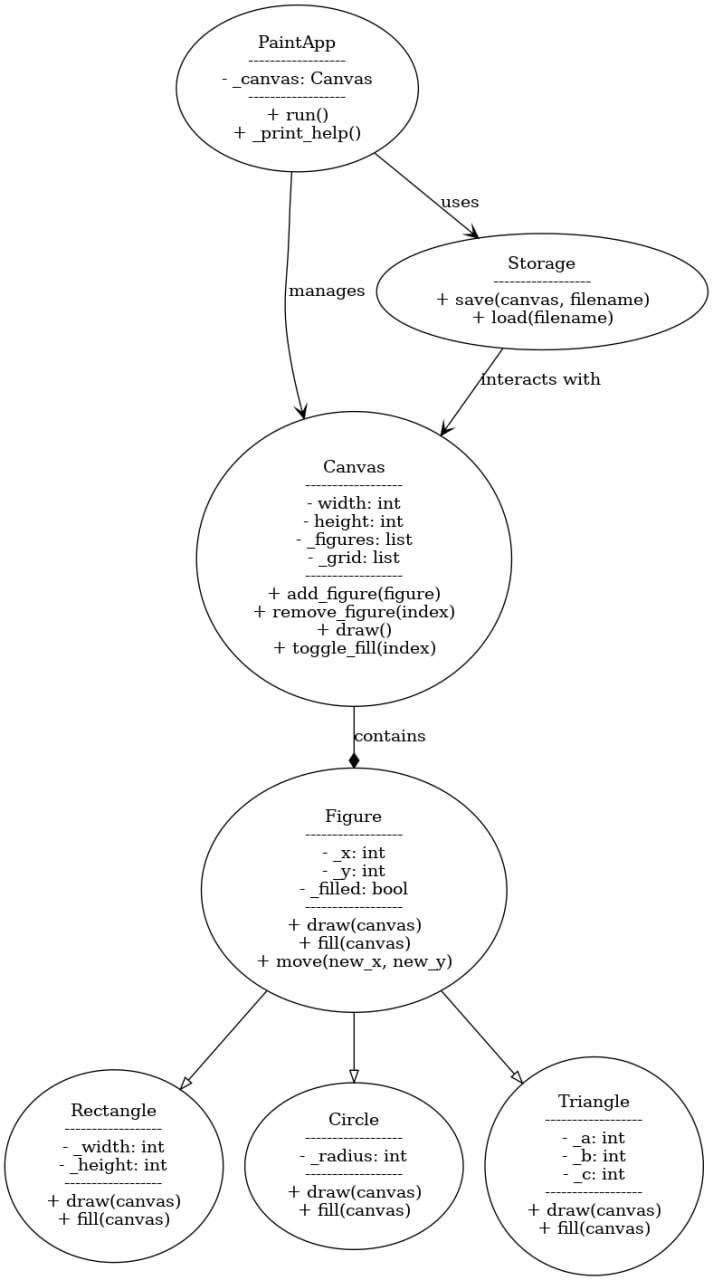 PaintApp
------------------
- _canvas: Canvas
------------------
+ run()
+ _print_help()
uses
Storage
------------------
+ save(canvas, filename)
+ load(filename)
manages
interacts with
Canvas
------------------
- width: int
- height: int
- _figures: list
- _grid: list
------------------
+ add_figure(figure)
+ remove_figure(index)
+ draw()
+ toggle_fill(index)
contains
Figure
------------------
- _x: int
- _y: int
- _filled: bool
------------------
+ draw(canvas)
+ fill(canvas)
+ move(new_x, new_y)
Rectangle
------------------
- _width: int
- _height: int
------------------
+ draw(canvas)
+ fill(canvas)
Circle
------------------
- _radius: int
------------------
+ draw(canvas)
+ fill(canvas)
Triangle
------------------
- _a: int
- _b: int
- _c: int
------------------
+ draw(canvas)
+ fill(canvas)